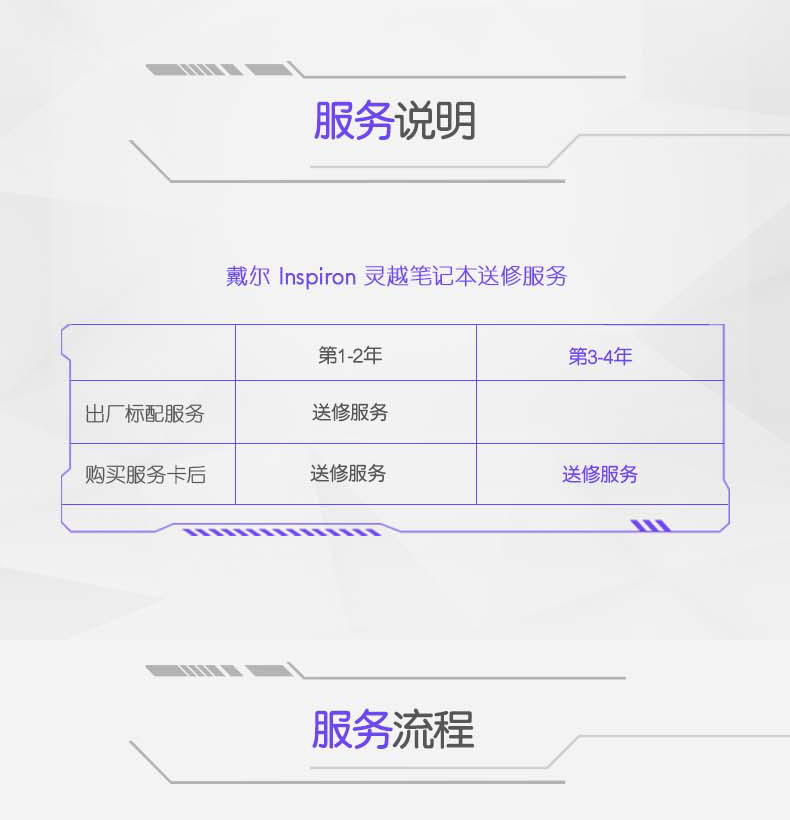 服务说明
戴尔 Inspiron 灵越笔记本送修服务
第1-2年 第3-4年
出厂标配服务 送修服务
购买服务卡后 送修服务 送修服务
服务流程